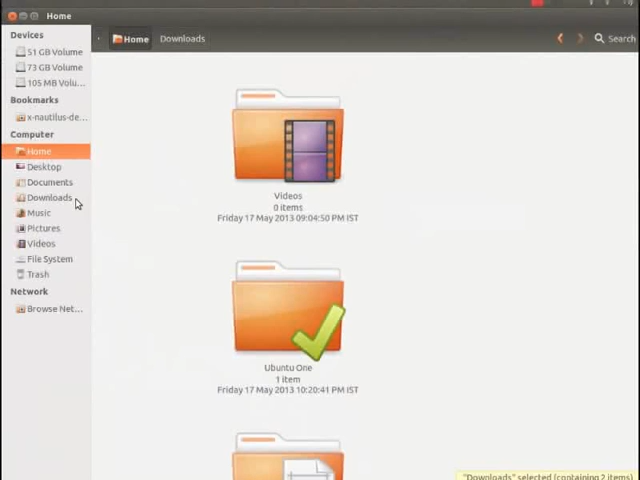 Home
Devices
51 GB Volume
73 GB Volume
105 MB Volu...
Bookmarks
x-nautilus-de...
Computer
Home
Desktop
Documents
Downloads
Music
Pictures
Videos
File System
Trash
Network
Browse Net...
Home
Downloads
Search
Videos
0 items
Friday 17 May 2013 09:04:50 PM IST
Ubuntu One
1 item
Friday 17 May 2013 10:20:41 PM IST
"Downloads" selected (containing 2 items)